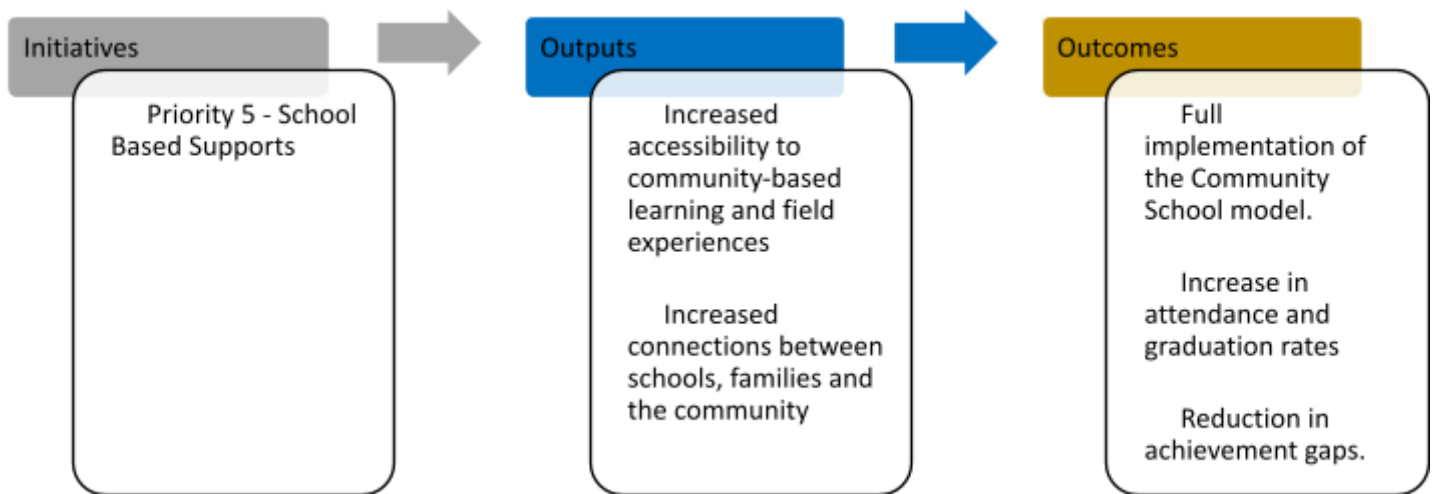 Initiatives
Priority 5 - School
Based Supports
Outputs
Increased
accessibility to
community-based
learning and field
experiences
Increased
connections between
schools, families and
the community
Outcomes
Full
implementation of
the Community
School model.
Increase in
attendance and
graduation rates
Reduction in
achievement gaps.